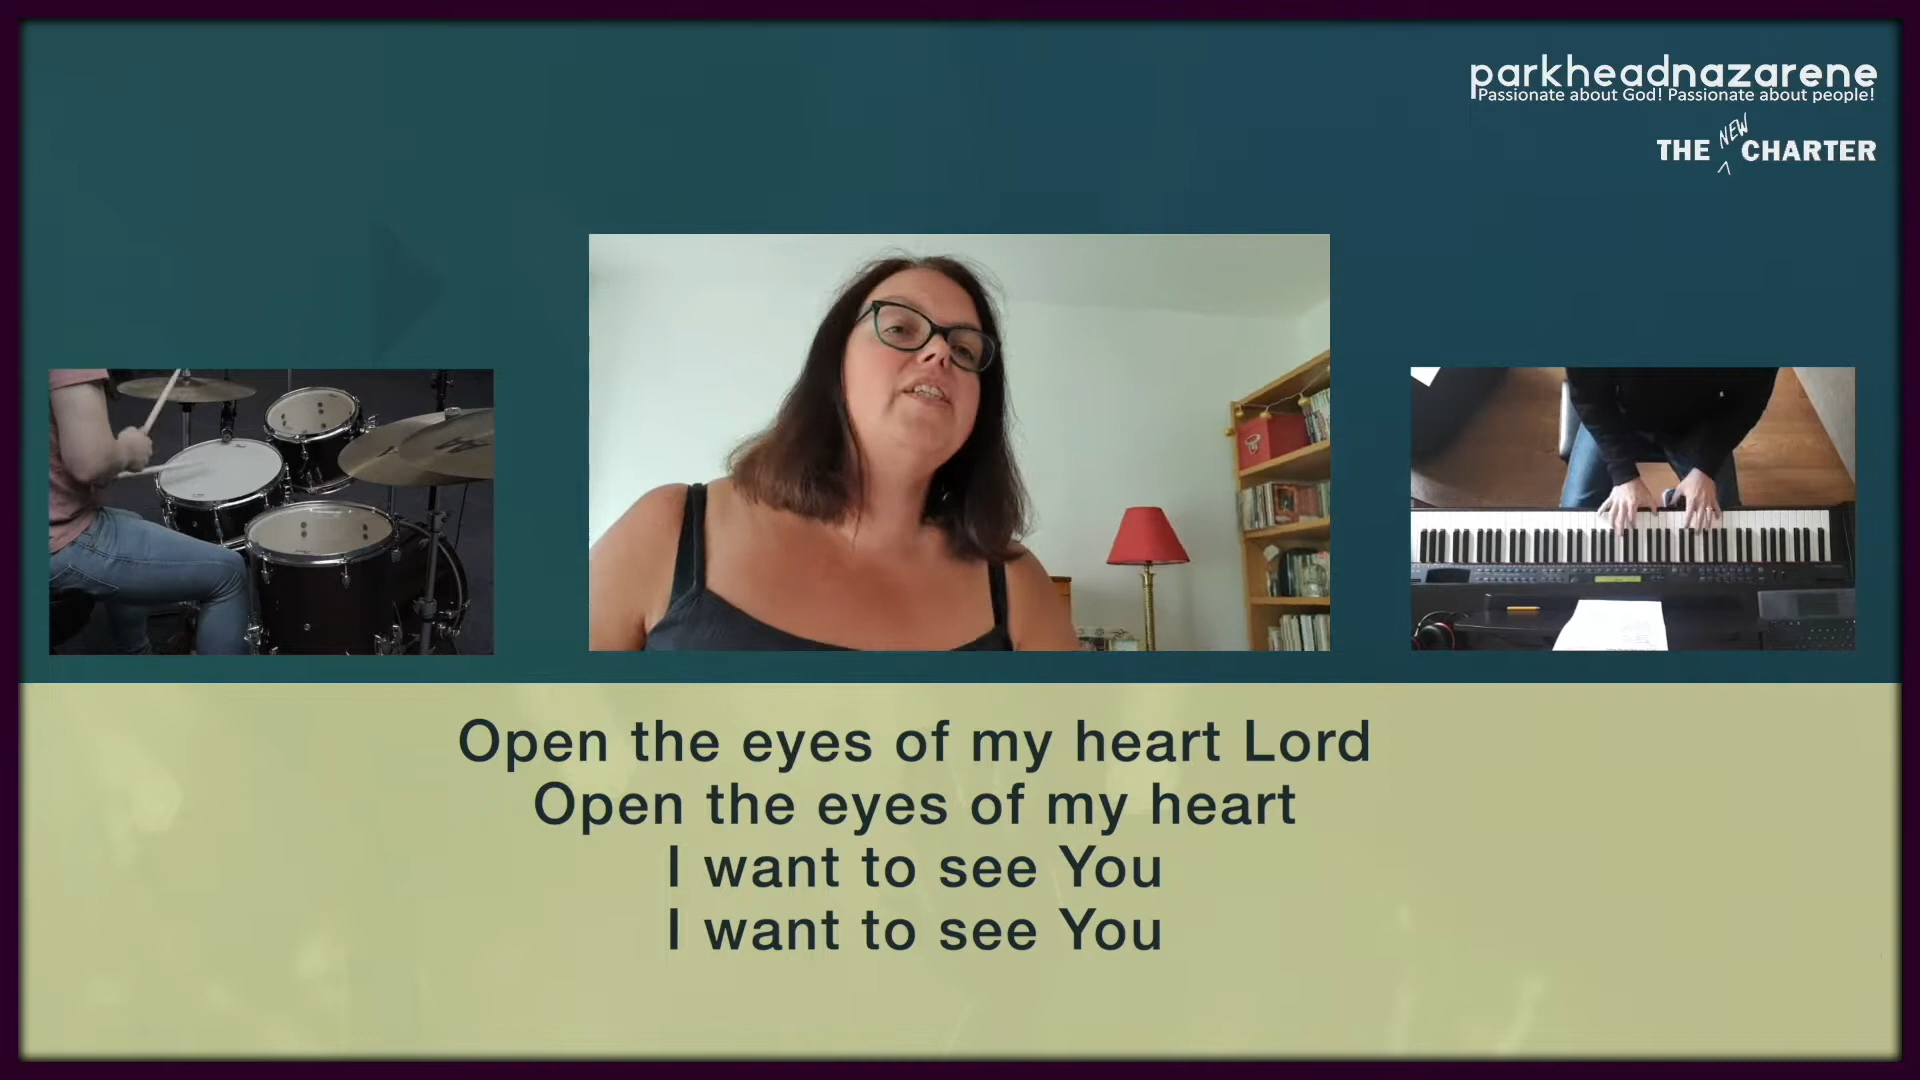 parkheadnazarene
Passionate about God! Passionate about people!
NEW
THE ^ CHARTER
Open the eyes of my heart Lord
Open the eyes of my heart
I want to see You
I want to see You